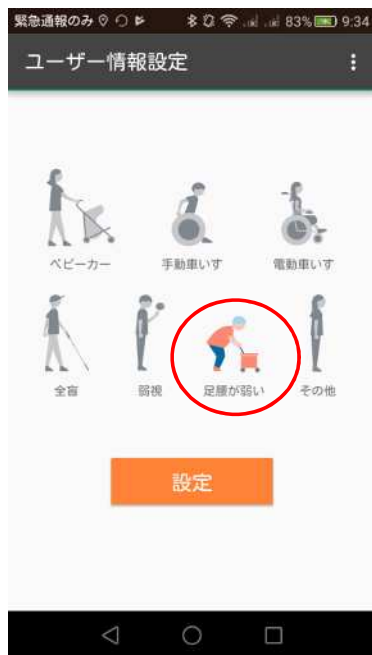 緊急通報のみ 83% 9:34
ユーザー情報設定
ベビーカー 手動車いす 電動車いす
全盲 弱視 足腰が弱い その他
設定